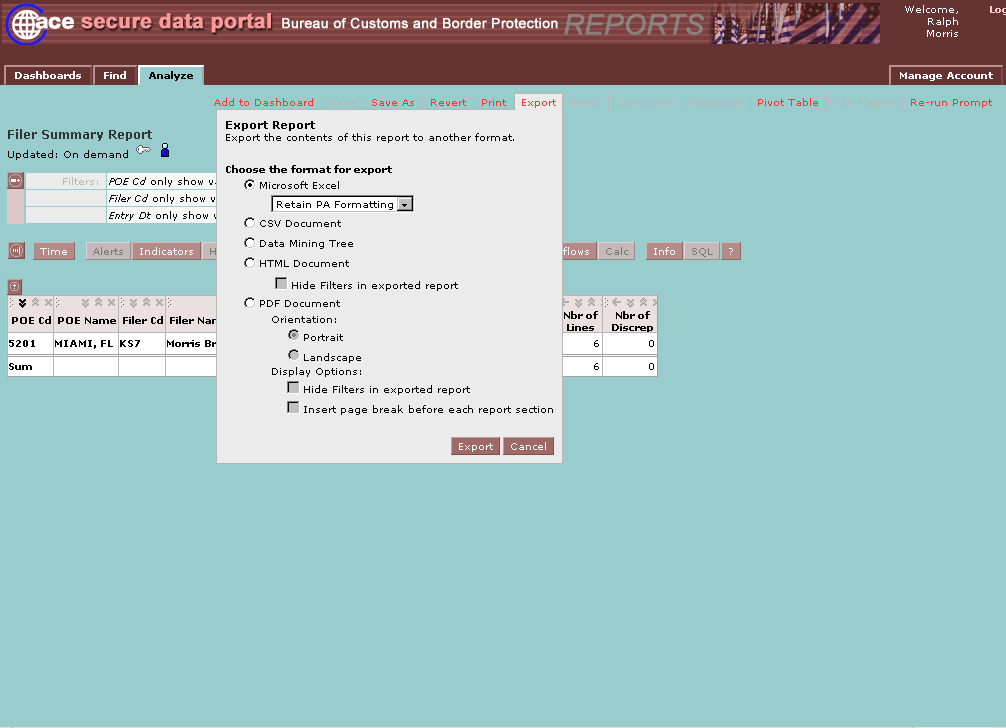 ace secure data portal Bureau of Customs and Border Protection REPORTS
Welcome, Ralph Morris
Log
Dashboards Find Analyze Manage Account
Add to Dashboard Save As Revert Print Export Pivot Table Re-run Prompt
Filer Summary Report
Updated: On demand
Filters: POE Cd only show v
Filer Cd only show v
Entry Dt only show v
Time Alerts Indicators H flows Calc Info SQL ?
POE Cd POE Name Filer Cd Filer Nar Nbr of Lines Nbr of Discrep
5201 MIAMI, FL KS7 Morris Br 6 0
Sum 6 0
Export Report
Export the contents of this report to another format.
Choose the format for export
Microsoft Excel
Retain PA Formatting
CSV Document
Data Mining Tree
HTML Document
Hide Filters in exported report
PDF Document
Orientation:
Portrait
Landscape
Display Options:
Hide Filters in exported report
Insert page break before each report section
Export Cancel